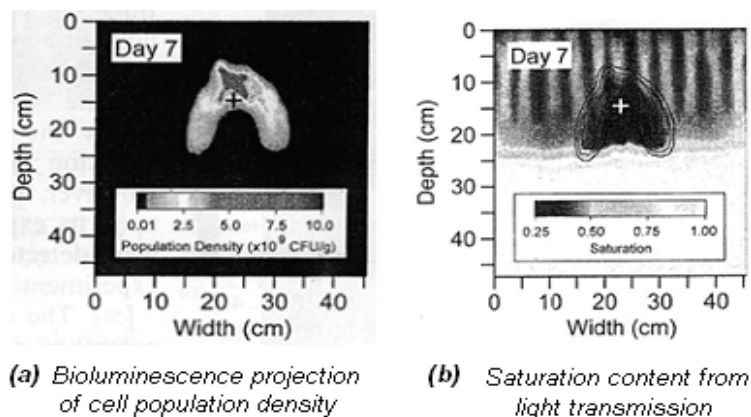 Day 7
0
10
20
30
40
Depth (cm)
0.01 2.5 5.0 7.5 10.0
Population Density (x10⁹ CFU/g)
0 10 20 30 40
Width (cm)
(a) Bioluminescence projection
of cell population density
Day 7
0
10
20
30
40
Depth (cm)
0.25 0.50 0.75 1.00
Saturation
0 10 20 30 40
Width (cm)
(b) Saturation content from
light transmission